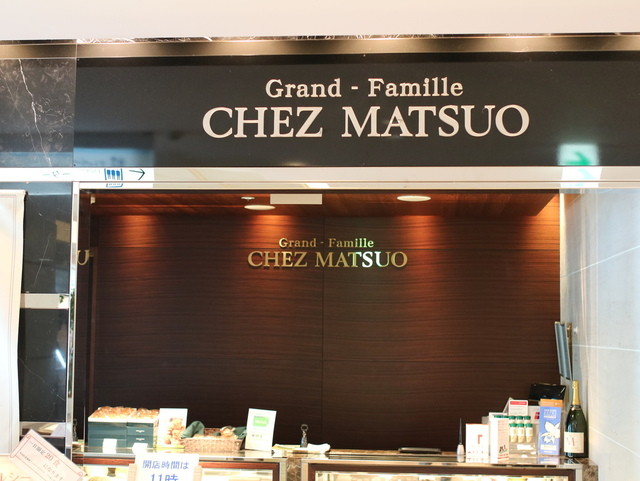 Grand - Famille
CHEZ MATSUO
Grand - Famille
CHEZ MATSUO
開店時間は
11時